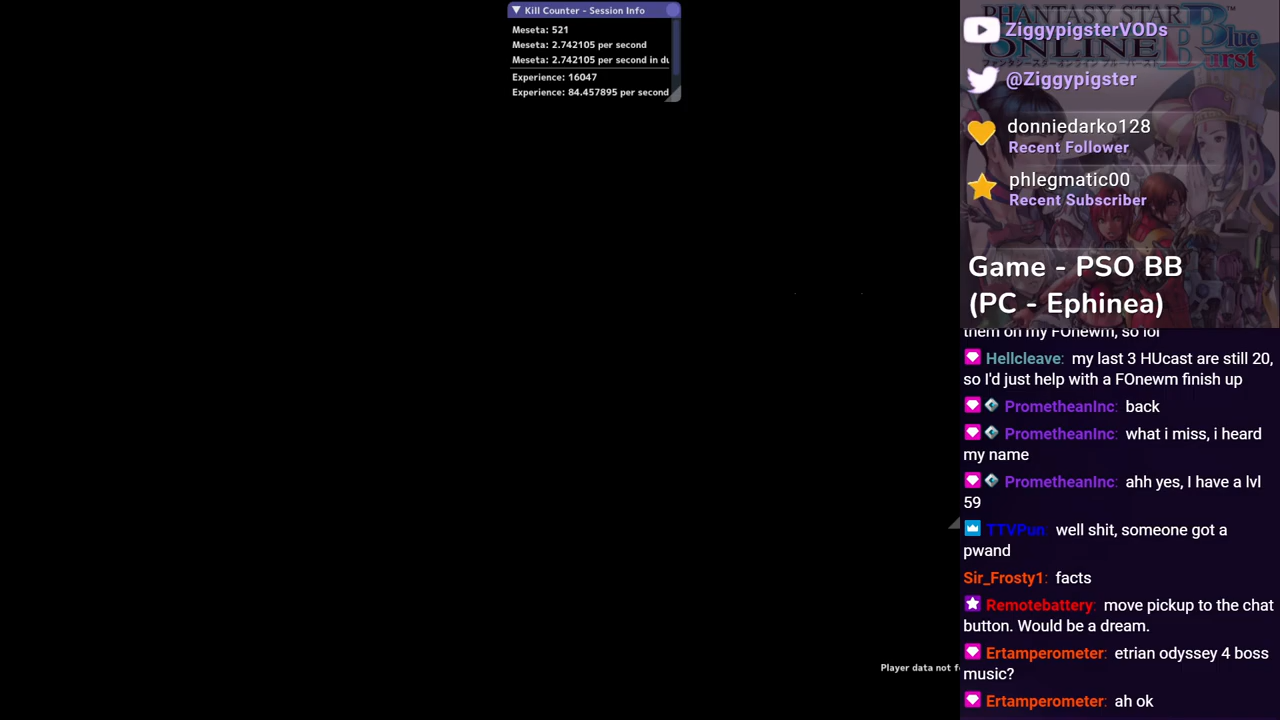 Kill Counter - Session Info
Meseta: 521
Meseta: 2.742105 per second
Meseta: 2.742105 per second in du
Experience: 16047
Experience: 84.457895 per second
Player data not f
PHANTASY STAR
ONLINE Blue
Burst
ZiggypigsterVODs
@Ziggypigster
donniedarko128
Recent Follower
phlegmatic00
Recent Subscriber
Game - PSO BB
(PC - Ephinea)
them on my FOnewm, so lol
Hellcleave: my last 3 HUcast are still 20,
so I'd just help with a FOnewm finish up
PrometheanInc: back
PrometheanInc: what i miss, i heard
my name
PrometheanInc: ahh yes, I have a lvl
59
TTVPun: well shit, someone got a
pwand
Sir_Frosty1: facts
Remotebattery: move pickup to the chat
button. Would be a dream.
Ertamperometer: etrian odyssey 4 boss
music?
Ertamperometer: ah ok